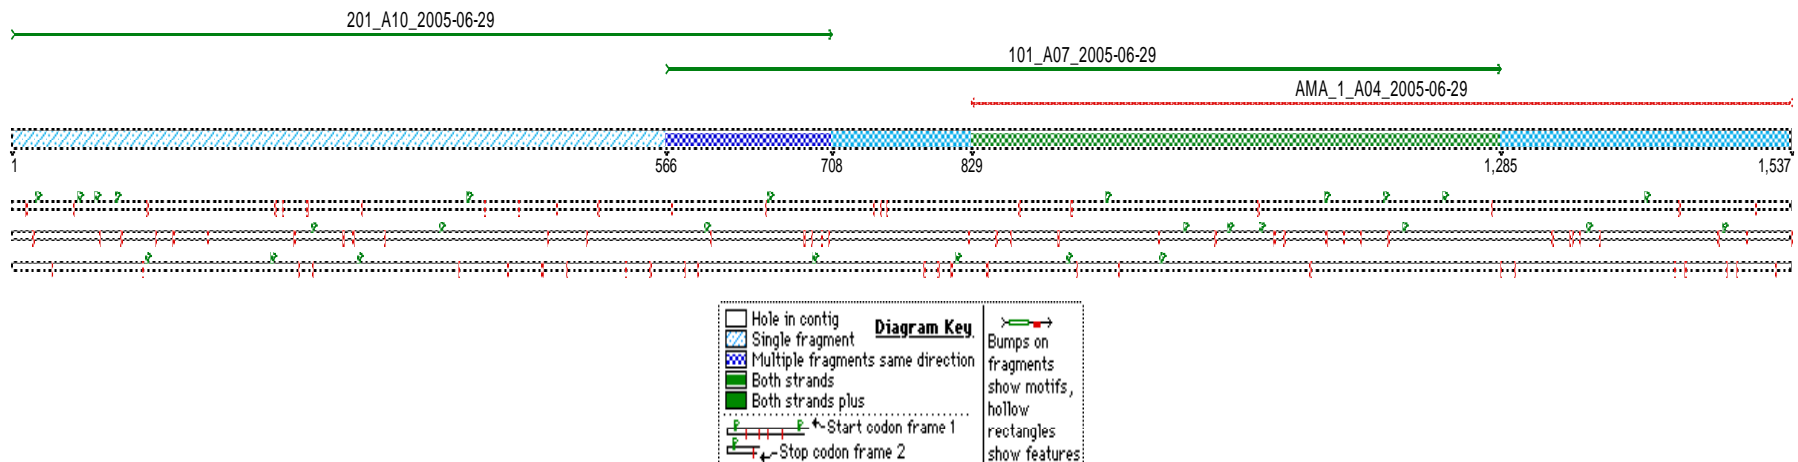 201_A10_2005-06-29
101_A07_2005-06-29
AMA_1_A04_2005-06-29
1 566 708 829 1,285 1,537
Diagram Key
Hole in contig
Single fragment
Multiple fragments same direction
Both strands
Both strands plus
Start codon frame 1
Stop codon frame 2
Bumps on
fragments
show motifs,
hollow
rectangles
show features